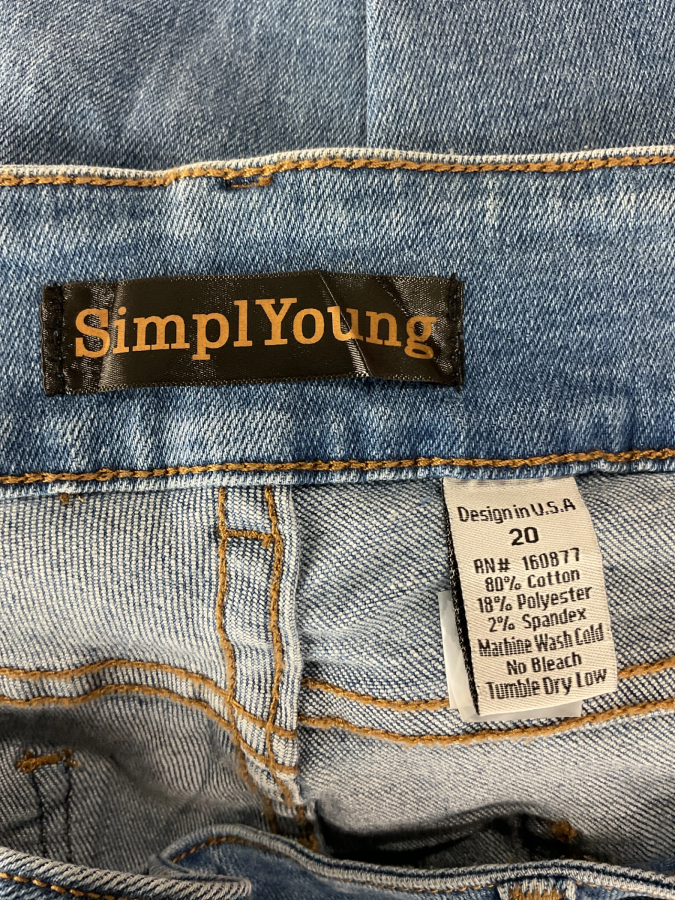 SimplYoung
Design in U.S.A
20
RN# 160877
80% Cotton
18% Polyester
2% Spandex
Machine Wash Cold
No Bleach
Tumble Dry Low